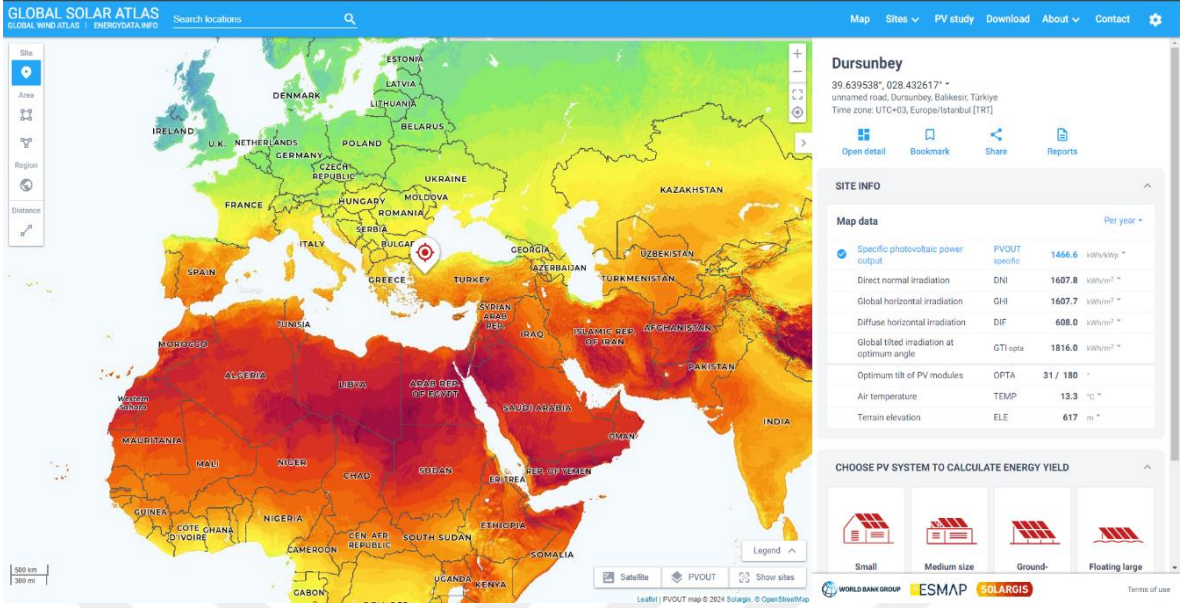 GLOBAL SOLAR ATLAS
GLOBAL WIND ATLAS | ENERGYDATA.INFO
Search locations
Map Sites PV study Download About Contact
Site
Area
Region
Distance
ESTONIA
LATVIA
DENMARK
LITHUANIA
IRELAND
BELARUS
U.K.
NETHERLANDS
POLAND
GERMANY
CZECH
REPUBLIC
UKRAINE
KAZAKHSTAN
FRANCE
HUNGARY
MOLDOVA
ROMANIA
SERBIA
ITALY
BULGAR
GEORGIA
UZBEKISTAN
AZERBAIJAN
SPAIN
GREECE
TURKEY
TURKMENISTAN
SYRIAN
ARAB
REP.
TUNISIA
IRAQ
ISLAMIC REP.
OF IRAN
AFGHANISTAN
MOROCCO
PAKISTAN
ALGERIA
LIBYA
ARAB REP.
OF EGYPT
Western
Sahara
SAUDI ARABIA
INDIA
OMAN
MAURITANIA
MALI
NIGER
CHAD
SUDAN
REP. OF YEMEN
ERITREA
GUINEA
NIGERIA
COTE
D'IVOIRE
GHANA
ETHIOPIA
CEN. AFR.
REPUBLIC
SOUTH SUDAN
CAMEROON
SOMALIA
UGANDA
KENYA
GABON
500 km
300 mi
Legend
Satellite PVOUT Show sites
Leaflet | PVOUT map © 2024 Solargis, © OpenStreetMap
Dursunbey
39.639538°, 028.432617°
unnamed road, Dursunbey, Balıkesir, Türkiye
Time zone: UTC+03, Europe/Istanbul [TRT]
Open detail Bookmark Share Reports
SITE INFO
Map data Per year
Specific photovoltaic power
output PVOUT
specific 1466.6 kWh/kWp
Direct normal irradiation DNI 1607.8 kWh/m²
Global horizontal irradiation GHI 1607.7 kWh/m²
Diffuse horizontal irradiation DIF 608.0 kWh/m²
Global tilted irradiation at
optimum angle GTI opta 1816.0 kWh/m²
Optimum tilt of PV modules OPTA 31 / 180 °
Air temperature TEMP 13.3 °C
Terrain elevation ELE 617 m
CHOOSE PV SYSTEM TO CALCULATE ENERGY YIELD
Small Medium size Ground- Floating large
WORLD BANK GROUP ESMAP SOLARGIS Terms of use